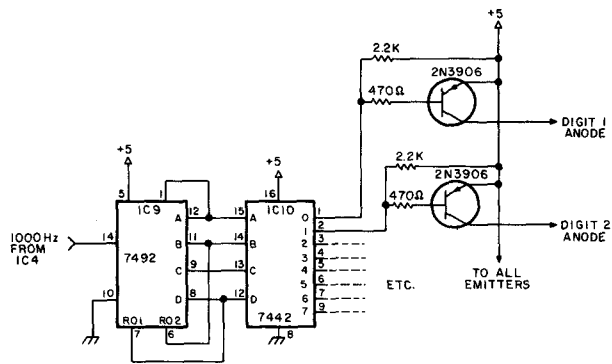 +5
2.2K
2N3906
470Ω
DIGIT 1
ANODE
2.2K
2N3906
470Ω
DIGIT 2
ANODE
+5
+5
5
1
IC9
12
A
11
B
9
C
8
D
14
7492
10
RO1
RO2
7
6
1000Hz
FROM
IC4
16
IC10
15
A
14
B
13
C
12
D
0
1
1
2
2
3
3
4
4
5
5
6
6
7
7
9
7442
8
ETC.
TO ALL
EMITTERS